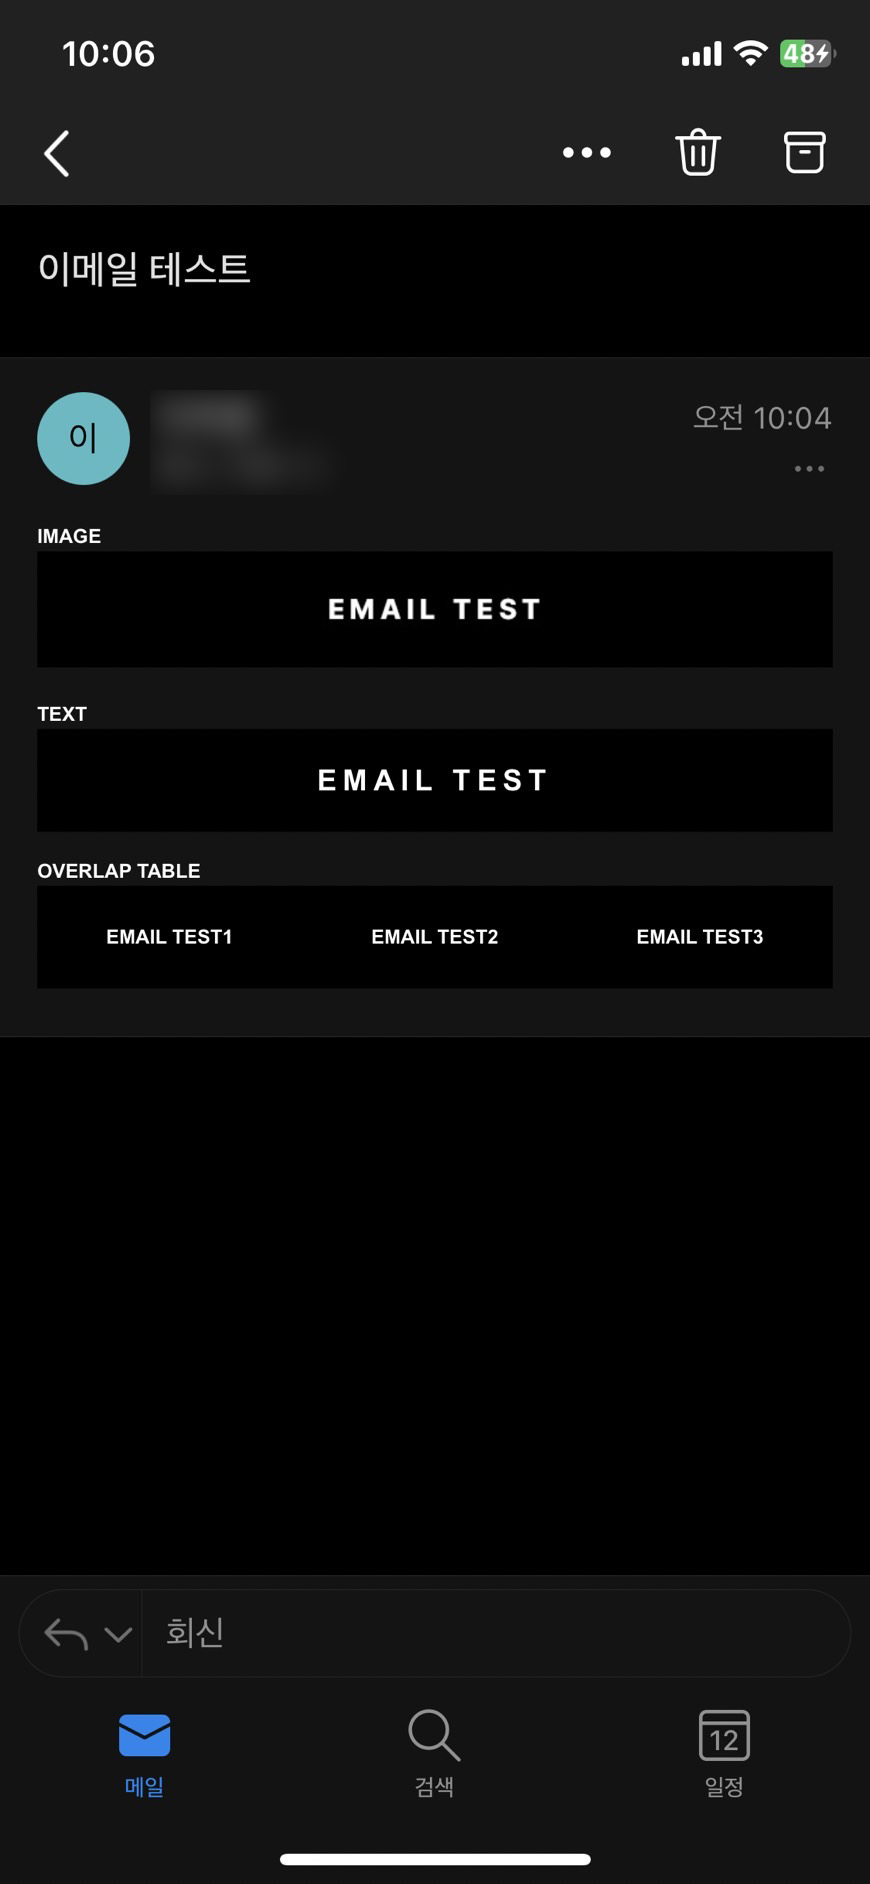 10:06
48
이메일 테스트
이
오전 10:04
IMAGE
EMAIL TEST
TEXT
EMAIL TEST
OVERLAP TABLE
EMAIL TEST1 EMAIL TEST2 EMAIL TEST3
회신
12
메일 검색 일정